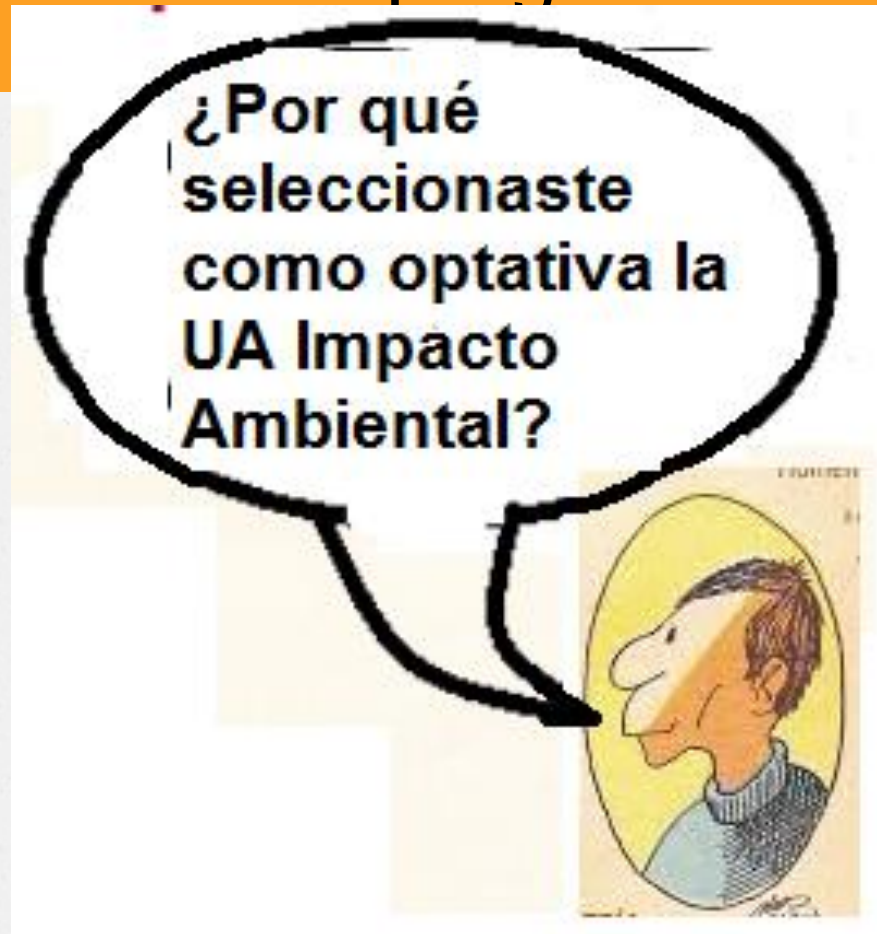 ¿Por qué
seleccionaste
como optativa la
UA Impacto
Ambiental?